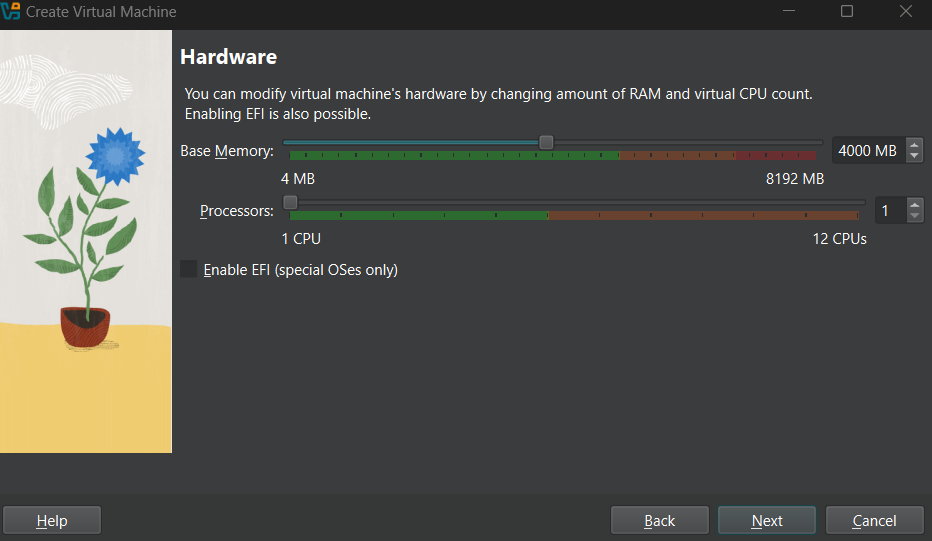 Create Virtual Machine
Hardware
You can modify virtual machine's hardware by changing amount of RAM and virtual CPU count.
Enabling EFI is also possible.
Base Memory: 4000 MB
4 MB 8192 MB
Processors: 1
1 CPU 12 CPUs
Enable EFI (special OSes only)
Help Back Next Cancel